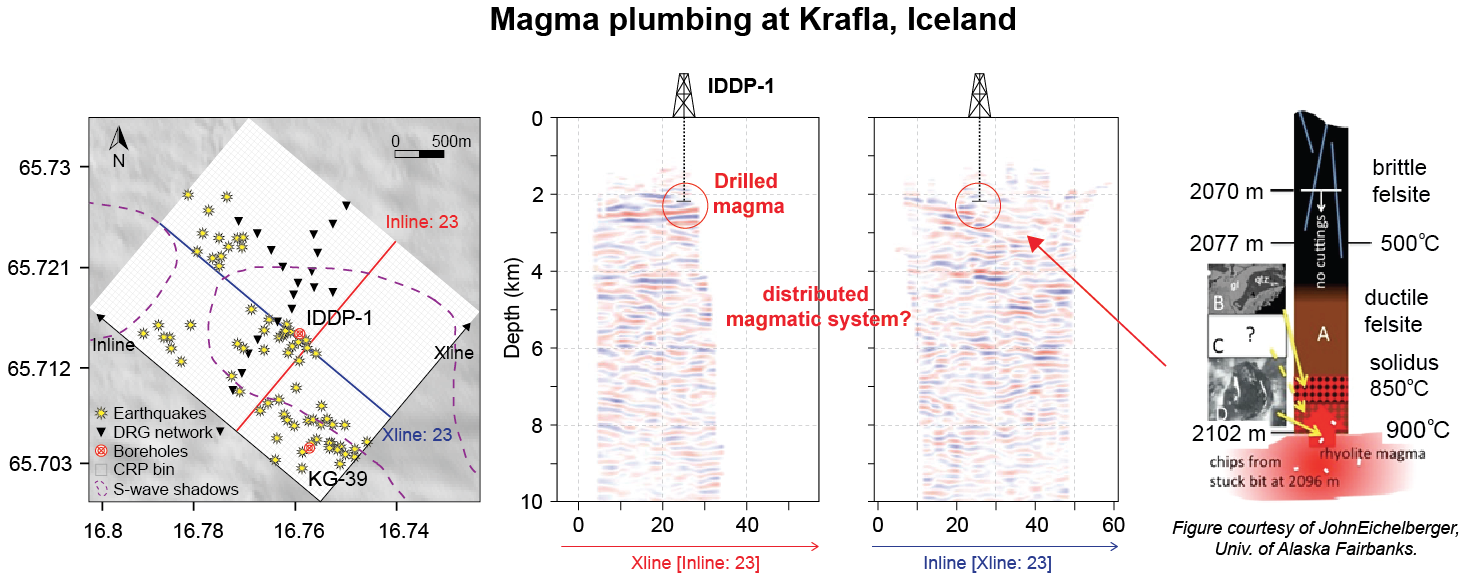 Magma plumbing at Krafla, Iceland
65.73
65.721
65.712
65.703
16.8
16.78
16.76
16.74
N
0 500m
Inline: 23
IDDP-1
Inline
Xline
Xline: 23
KG-39
Earthquakes
DRG network
Boreholes
CRP bin
S-wave shadows
IDDP-1
Depth (km)
0
2
4
6
8
10
Drilled
magma
distributed
magmatic system?
0
20
40
Xline [Inline: 23]
0
20
40
60
Inline [Xline: 23]
2070 m
2077 m
2102 m
no cuttings
brittle
felsite
500°C
ductile
felsite
solidus
850°C
900°C
A
B
gl
qtz
C
?
D
rhyolite magma
chips from
stuck bit at 2096 m
Figure courtesy of JohnEichelberger,
Univ. of Alaska Fairbanks.